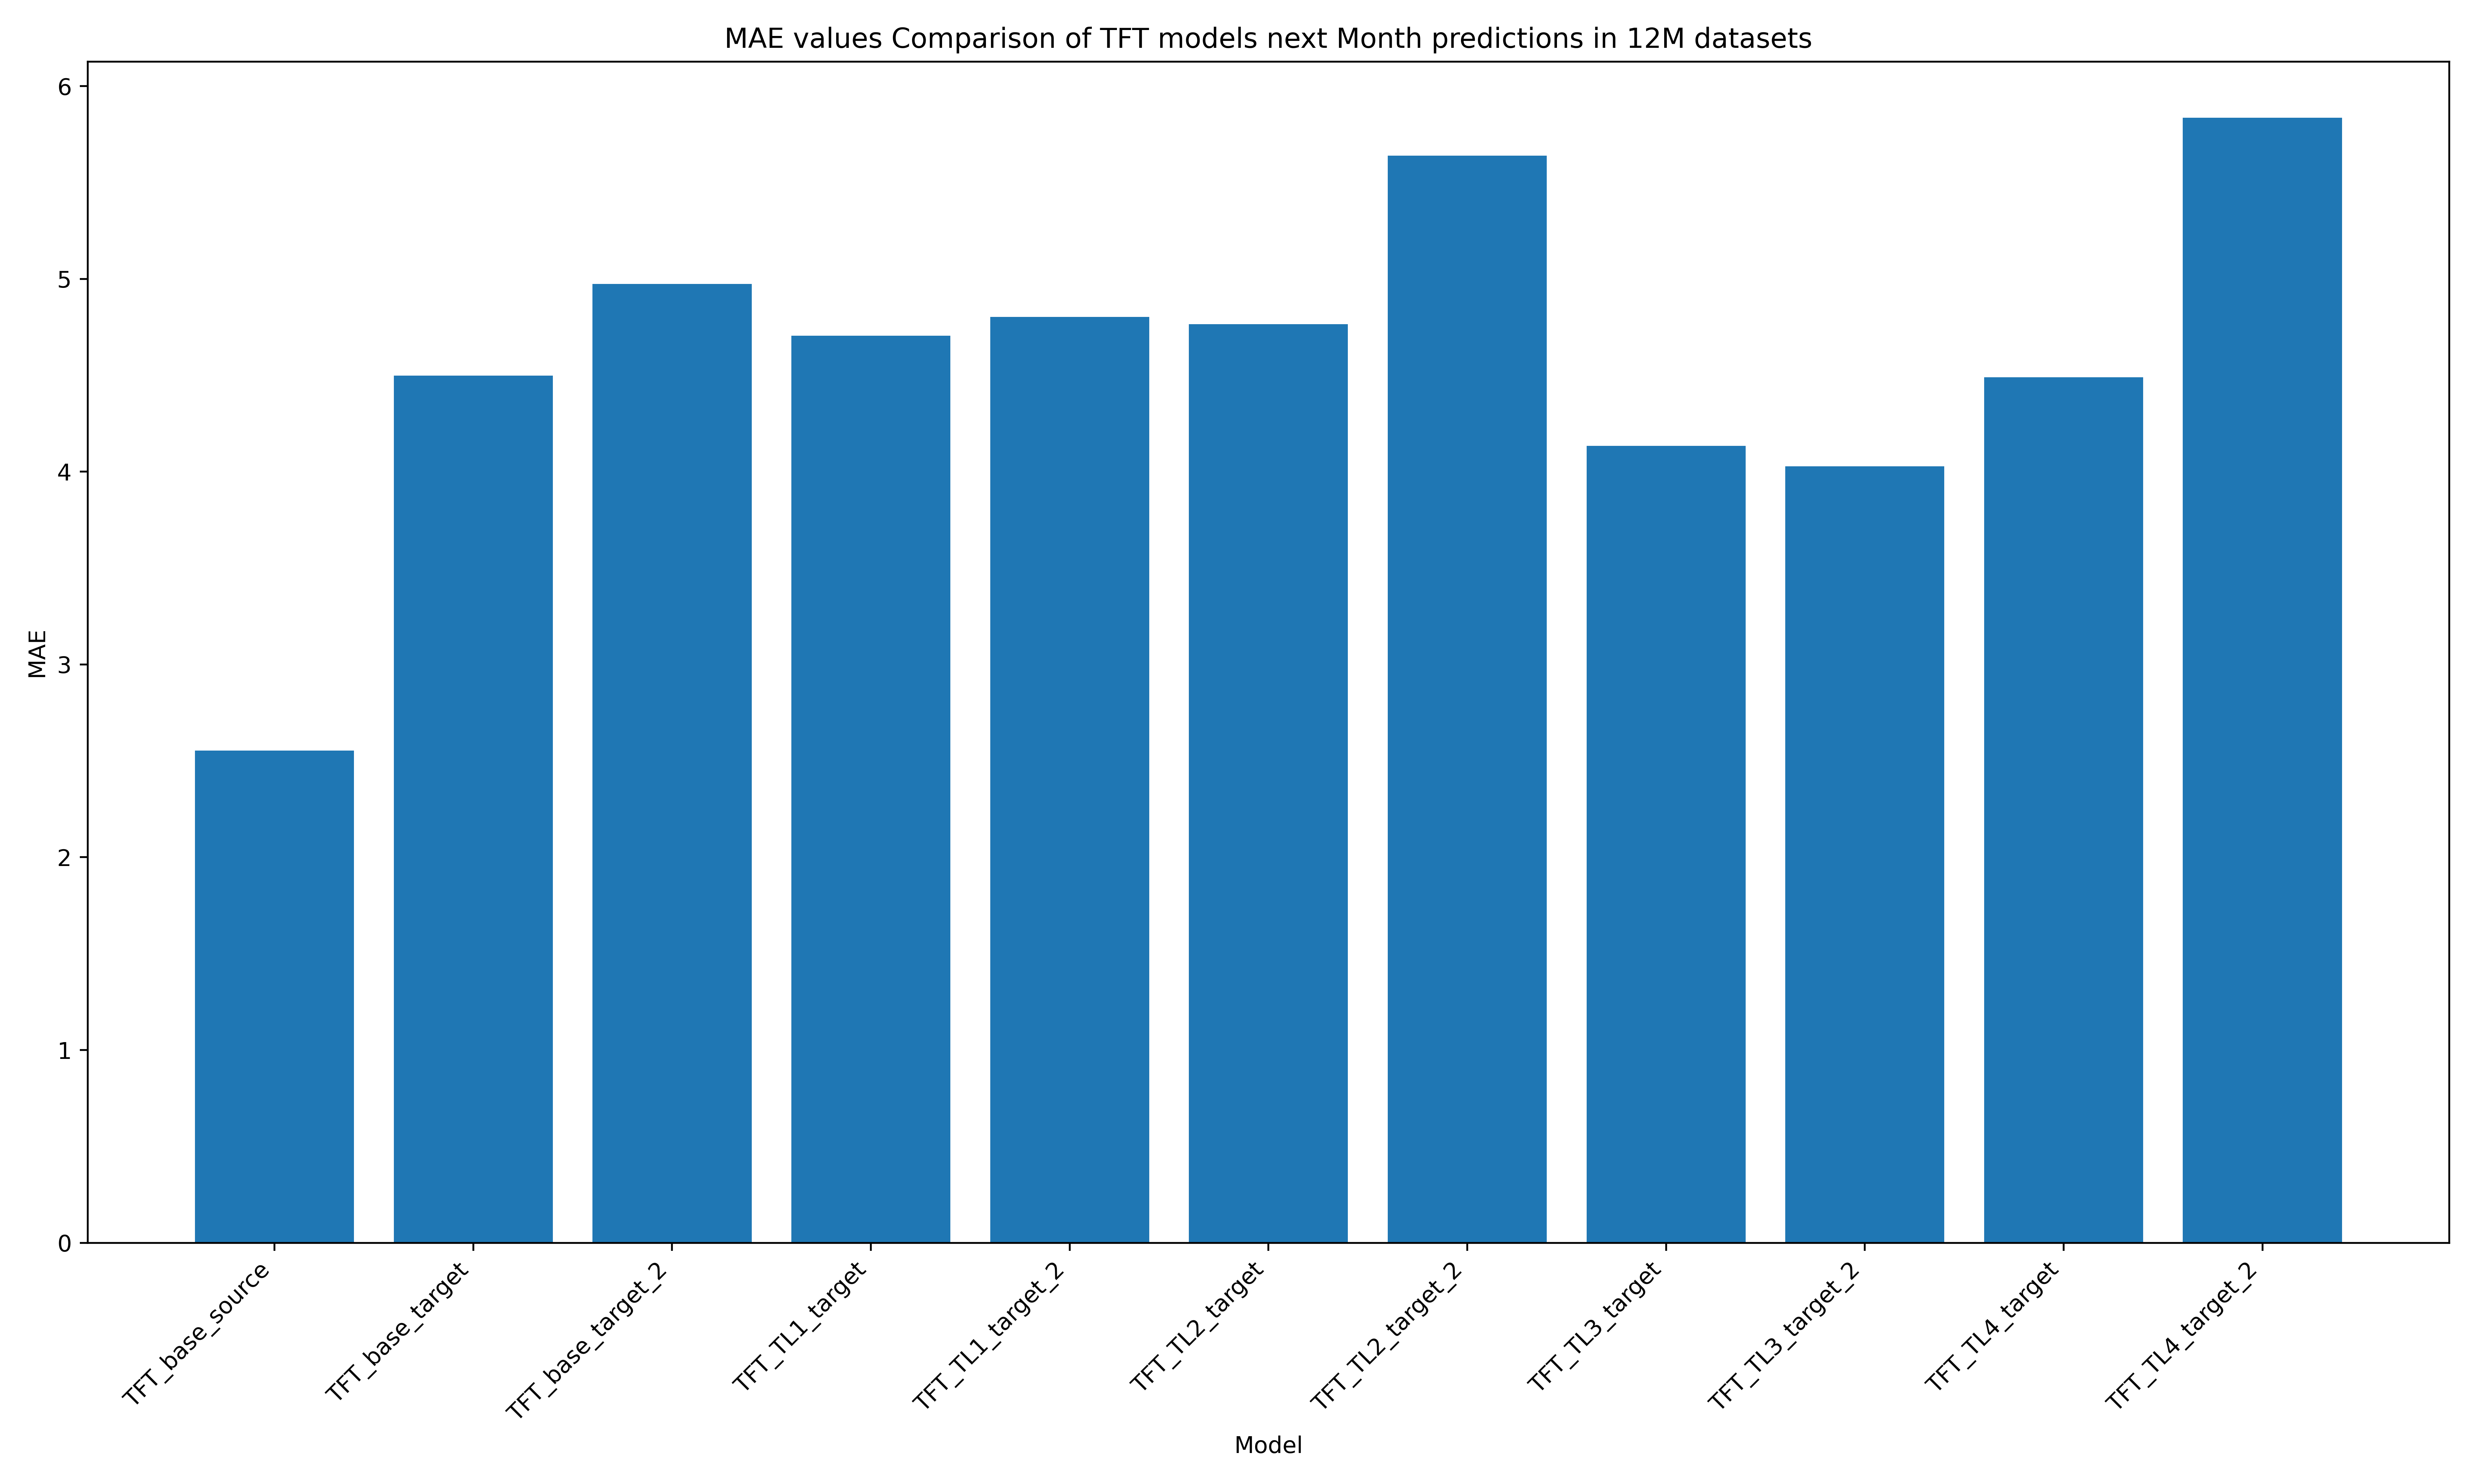 MAE values Comparison of TFT models next Month predictions in 12M datasets
MAE
6
5
4
3
2
1
0
TFT_base_source
TFT_base_target
TFT_base_target_2
TFT_TL1_target
TFT_TL1_target_2
TFT_TL2_target
TFT_TL2_target_2
TFT_TL3_target
TFT_TL3_target_2
TFT_TL4_target
TFT_TL4_target_2
Model